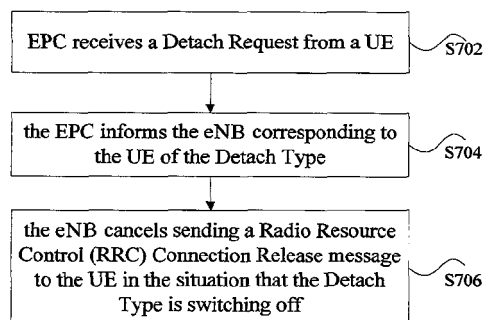 EPC receives a Detach Request from a UE
S702
the EPC informs the eNB corresponding to
the UE of the Detach Type
S704
the eNB cancels sending a Radio Resource
Control (RRC) Connection Release message
to the UE in the situation that the Detach
Type is switching off
S706